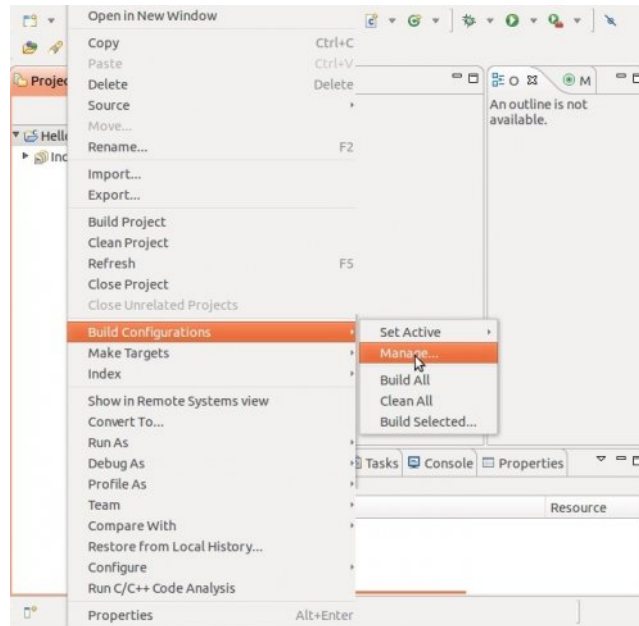 Open in New Window
Copy Ctrl+C
Paste Ctrl+V
Delete Delete
Source
Move...
Rename... F2
Import...
Export...
Build Project
Clean Project
Refresh F5
Close Project
Close Unrelated Projects
Build Configurations
Make Targets
Index
Show in Remote Systems view
Convert To...
Run As
Debug As
Profile As
Team
Compare With
Restore from Local History...
Configure
Run C/C++ Code Analysis
Properties Alt+Enter
Set Active
Manage...
Build All
Clean All
Build Selected...
Projec
Hell
Inc
O M
An outline is not
available.
Tasks Console Properties
Resource